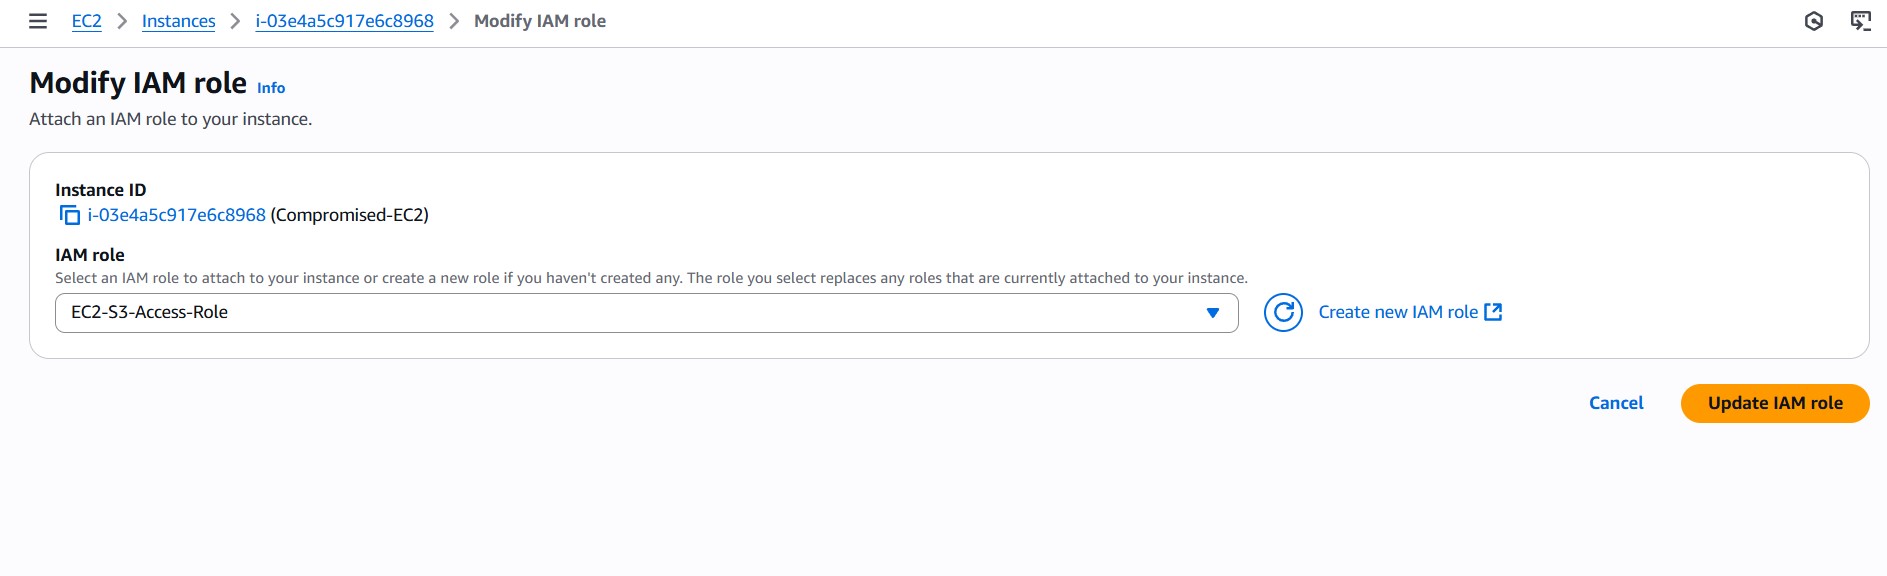 EC2 > Instances > i-03e4a5c917e6c8968 > Modify IAM role
Modify IAM role Info
Attach an IAM role to your instance.
Instance ID
i-03e4a5c917e6c8968 (Compromised-EC2)
IAM role
Select an IAM role to attach to your instance or create a new role if you haven't created any. The role you select replaces any roles that are currently attached to your instance.
EC2-S3-Access-Role
Create new IAM role
Cancel
Update IAM role